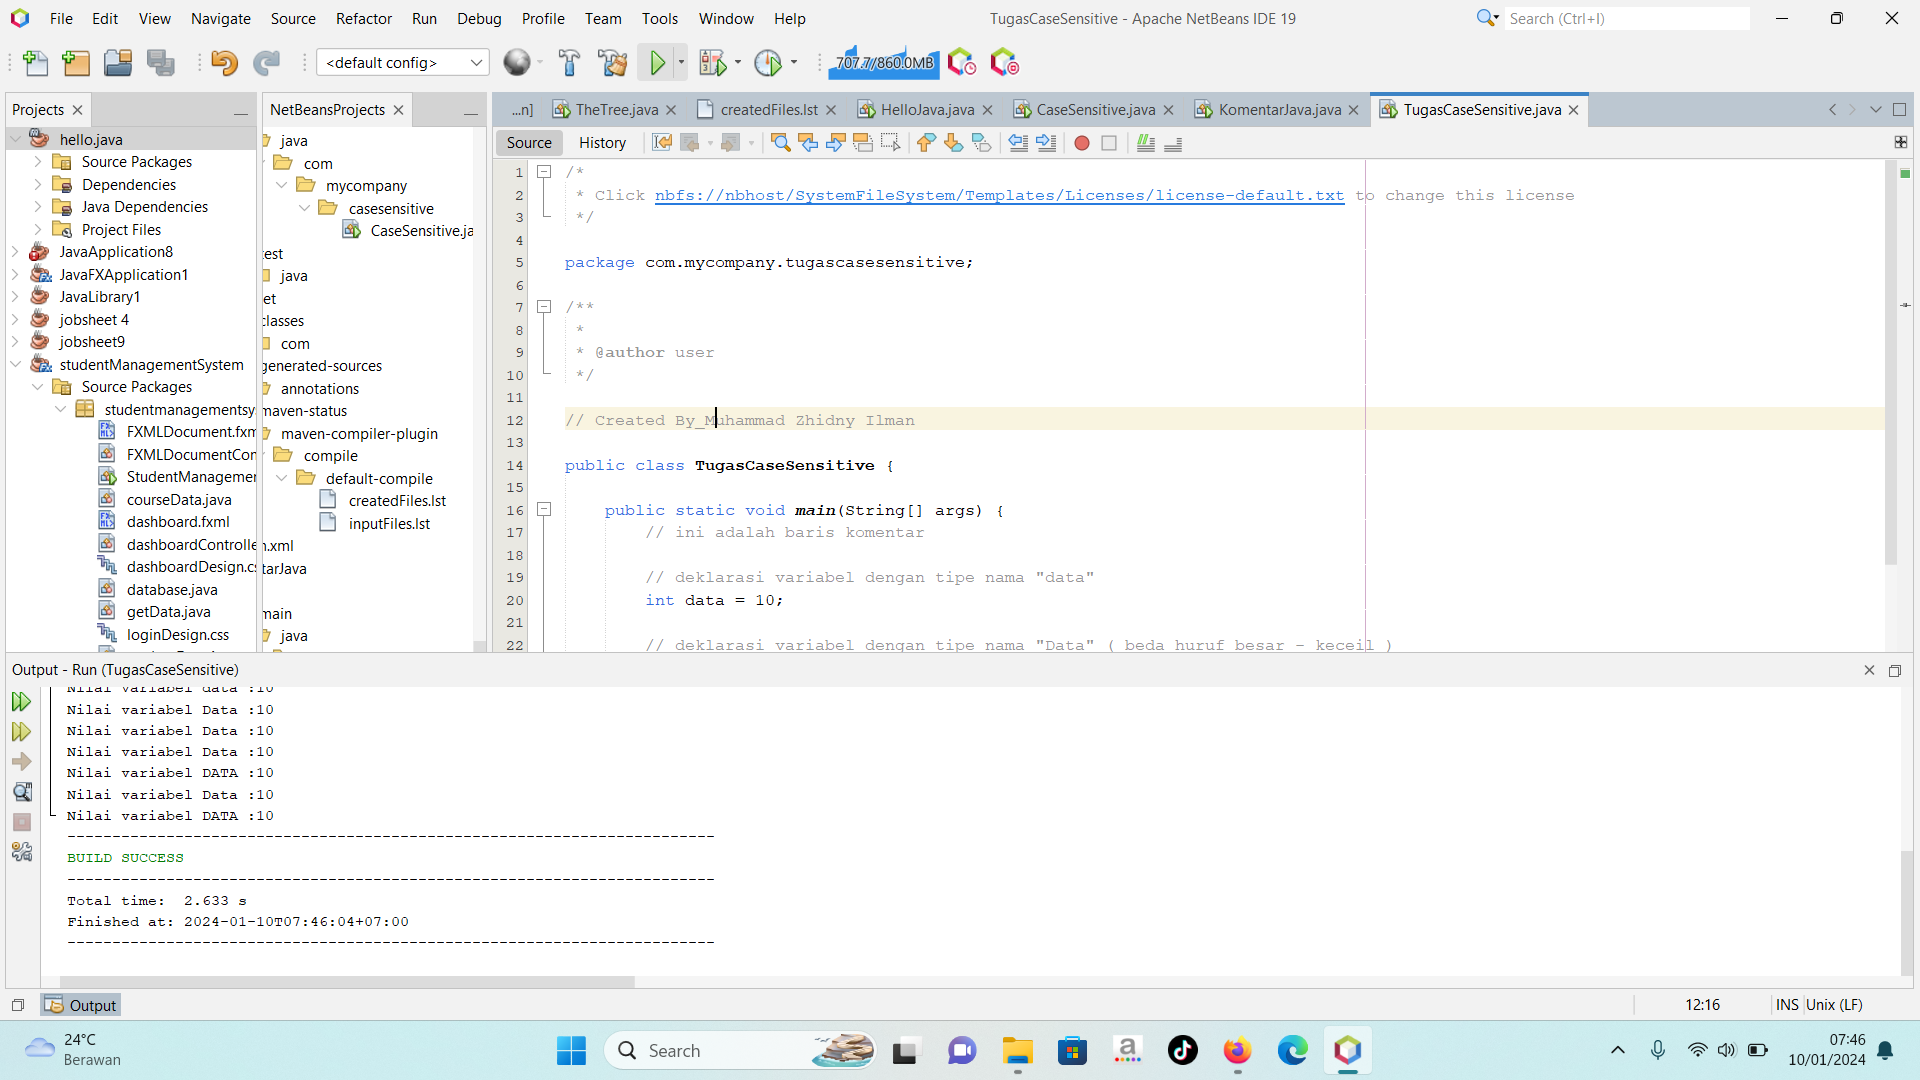 File Edit View Navigate Source Refactor Run Debug Profile Team Tools Window Help TugasCaseSensitive - Apache NetBeans IDE 19 Search (Ctrl+I)
<default config> 707.7/860.0MB
Projects NetBeansProjects ...n] TheTree.java createdFiles.lst HelloJava.java CaseSensitive.java KomentarJava.java TugasCaseSensitive.java
Source History
hello.java
Source Packages
Dependencies
Java Dependencies
Project Files
JavaApplication8
JavaFXApplication1
JavaLibrary1
jobsheet 4
jobsheet9
studentManagementSystem
Source Packages
studentmanagementsy
FXMLDocument.fxm
FXMLDocumentCon
StudentManagemer
courseData.java
dashboard.fxml
dashboardControlle
dashboardDesign.c
database.java
getData.java
loginDesign.css
java
com
mycompany
casesensitive
CaseSensitive.ja
est
java
et
classes
com
generated-sources
annotations
maven-status
maven-compiler-plugin
compile
default-compile
createdFiles.lst
inputFiles.lst
n.xml
tarJava
main
java
1 /*
2 * Click nbfs://nbhost/SystemFileSystem/Templates/Licenses/license-default.txt to change this license
3 */
4
5 package com.mycompany.tugascasesensitive;
6
7 /**
8 *
9 * @author user
10 */
11
12 // Created By_Muhammad Zhidny Ilman
13
14 public class TugasCaseSensitive {
15
16 public static void main(String[] args) {
17 // ini adalah baris komentar
18
19 // deklarasi variabel dengan tipe nama "data"
20 int data = 10;
21
22 // deklarasi variabel dengan tipe nama "Data" ( beda huruf besar - keceil )
Output - Run (TugasCaseSensitive)
Nilai variabel data :10
Nilai variabel Data :10
Nilai variabel Data :10
Nilai variabel Data :10
Nilai variabel DATA :10
Nilai variabel Data :10
Nilai variabel DATA :10
------------------------------------------------------------------------
BUILD SUCCESS
------------------------------------------------------------------------
Total time: 2.633 s
Finished at: 2024-01-10T07:46:04+07:00
------------------------------------------------------------------------
Output 12:16 INS Unix (LF)
24°C
Berawan
Search
07:46
10/01/2024